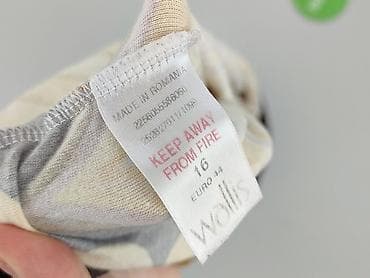 MADE IN ROMANIA
KEEP AWAY
FROM FIRE
16
EURO 44
wallis